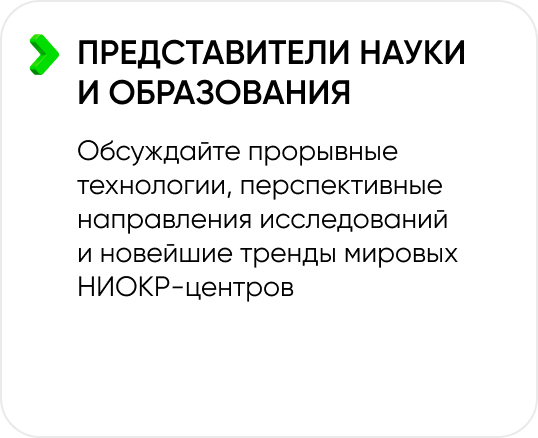 ПРЕДСТАВИТЕЛИ НАУКИ
И ОБРАЗОВАНИЯ
Обсуждайте прорывные
технологии, перспективные
направления исследований
и новейшие тренды мировых
НИОКР-центров